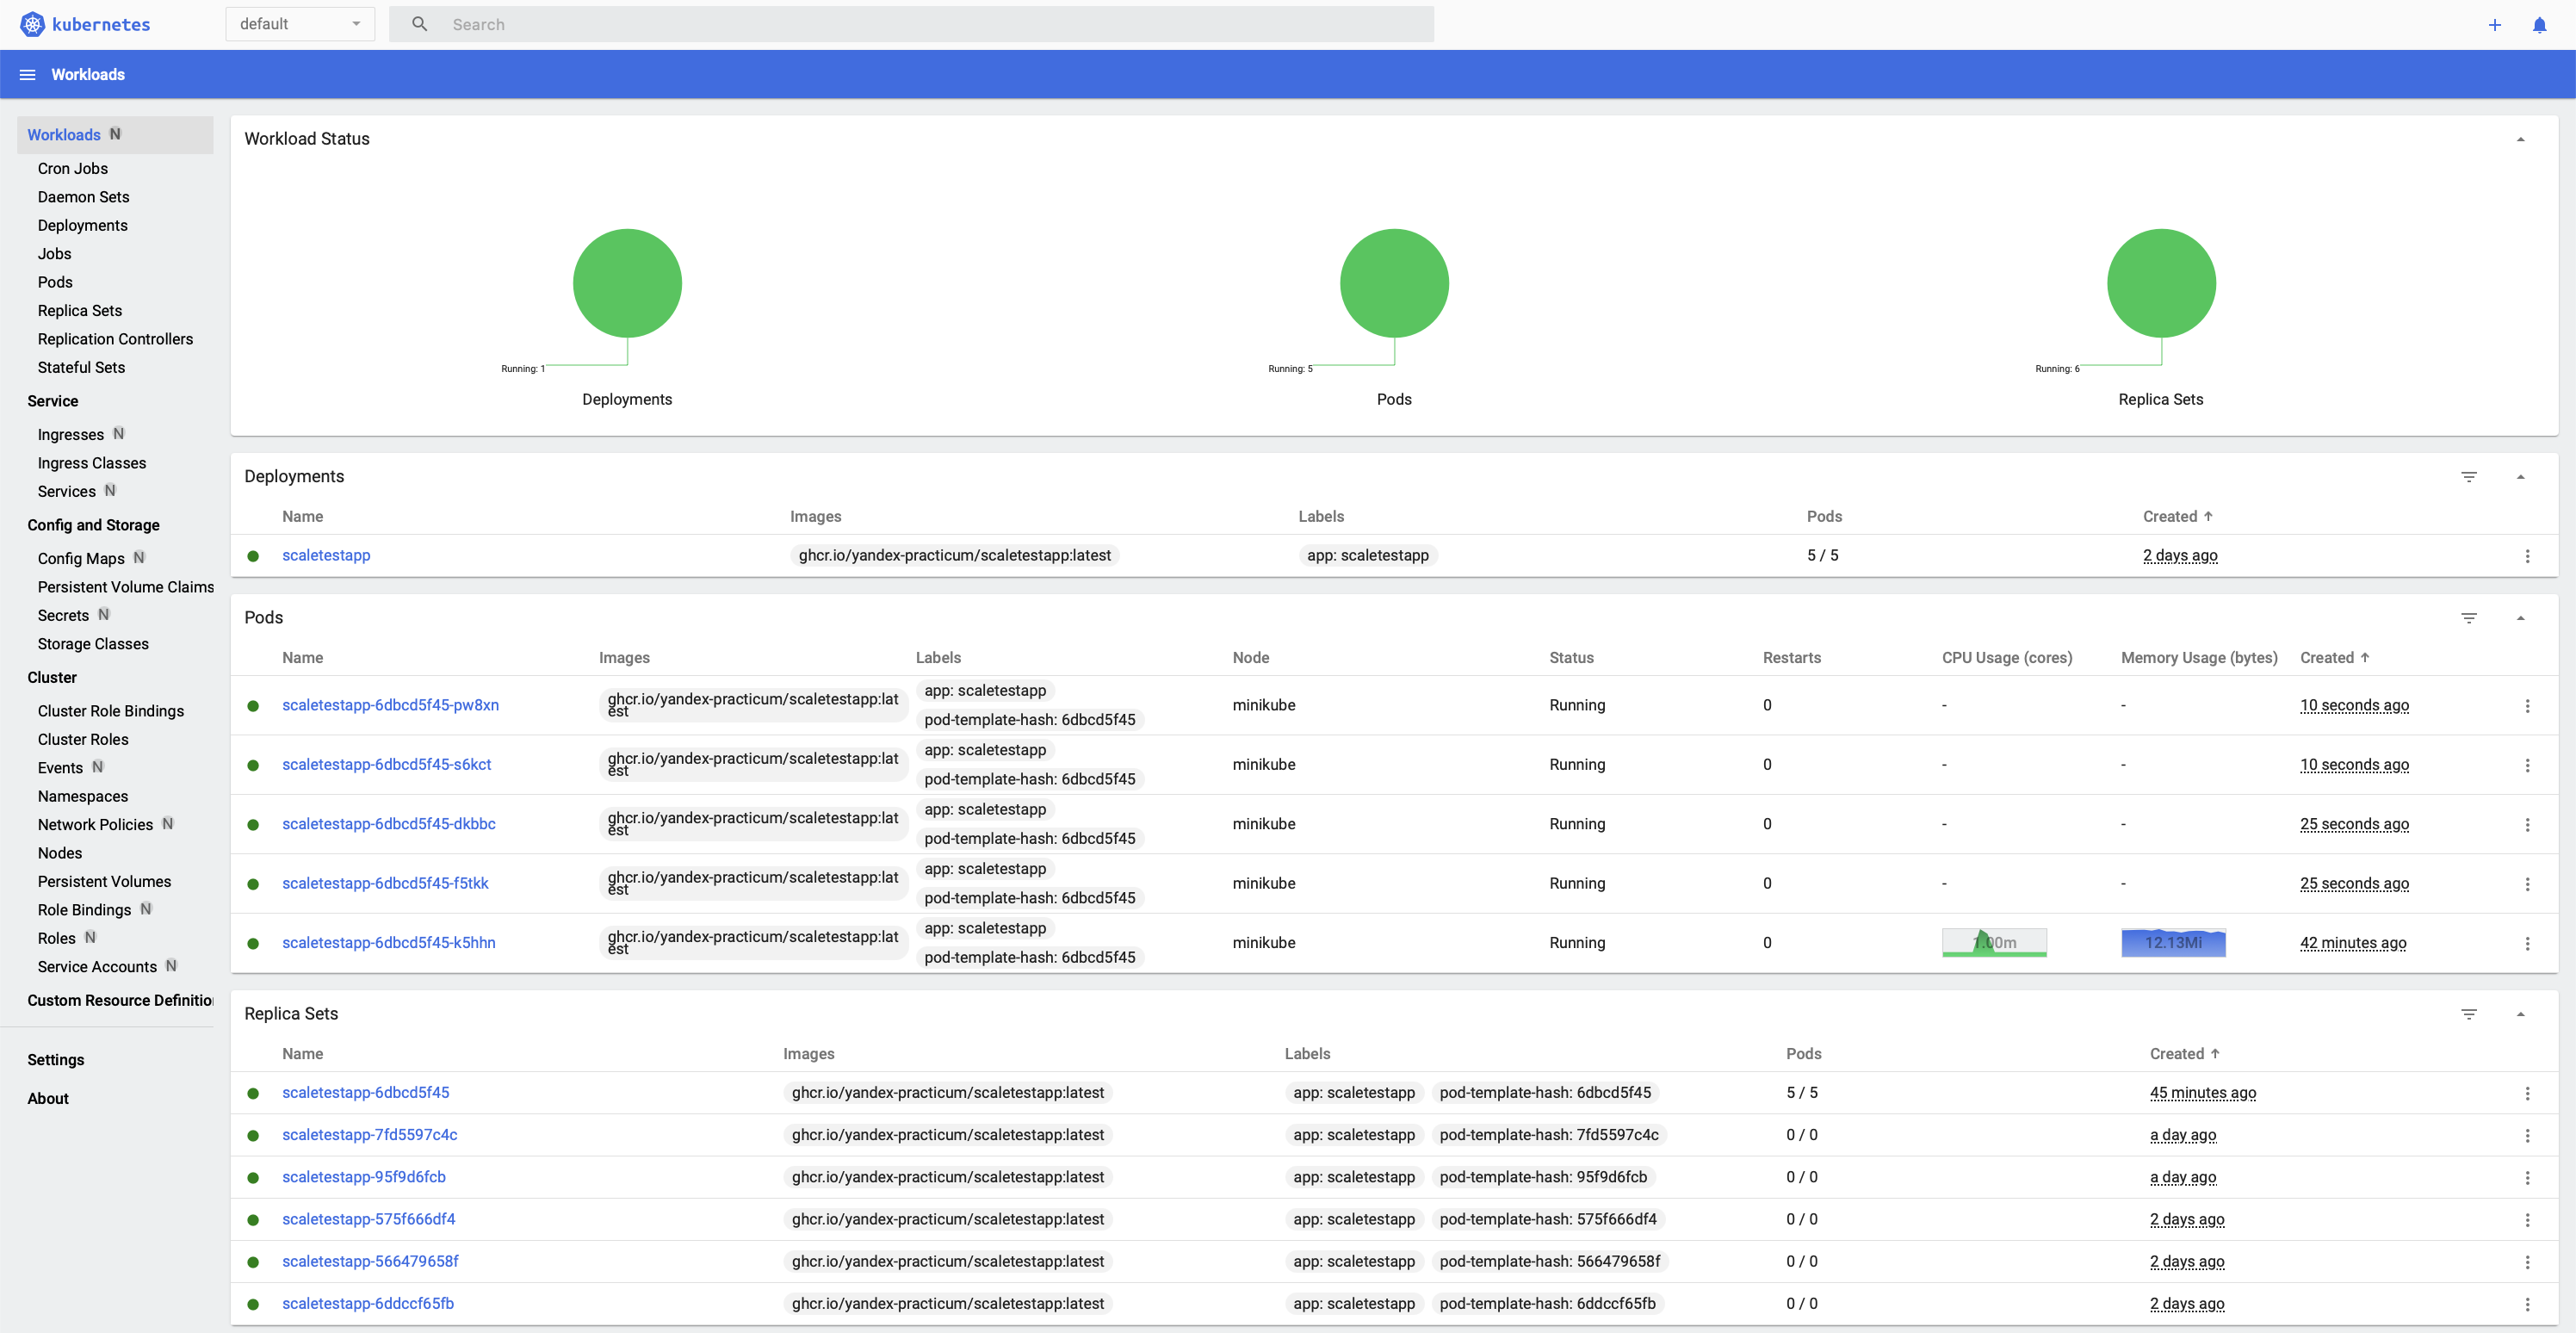 kubernetes
default
Search
Workloads
Workloads N
Cron Jobs
Daemon Sets
Deployments
Jobs
Pods
Replica Sets
Replication Controllers
Stateful Sets
Service
Ingresses N
Ingress Classes
Services N
Config and Storage
Config Maps N
Persistent Volume Claims
Secrets N
Storage Classes
Cluster
Cluster Role Bindings
Cluster Roles
Events N
Namespaces
Network Policies N
Nodes
Persistent Volumes
Role Bindings N
Roles N
Service Accounts N
Custom Resource Definitio
Settings
About
Workload Status
Running: 1
Deployments
Running: 5
Pods
Running: 6
Replica Sets
Deployments
Name Images Labels Pods Created
scaletestapp ghcr.io/yandex-practicum/scaletestapp:latest app: scaletestapp 5 / 5 2 days ago
Pods
Name Images Labels Node Status Restarts CPU Usage (cores) Memory Usage (bytes) Created
scaletestapp-6dbcd5f45-pw8xn ghcr.io/yandex-practicum/scaletestapp:lat
est app: scaletestapp
pod-template-hash: 6dbcd5f45 minikube Running 0 - - 10 seconds ago
scaletestapp-6dbcd5f45-s6kct ghcr.io/yandex-practicum/scaletestapp:lat
est app: scaletestapp
pod-template-hash: 6dbcd5f45 minikube Running 0 - - 10 seconds ago
scaletestapp-6dbcd5f45-dkbbc ghcr.io/yandex-practicum/scaletestapp:lat
est app: scaletestapp
pod-template-hash: 6dbcd5f45 minikube Running 0 - - 25 seconds ago
scaletestapp-6dbcd5f45-f5tkk ghcr.io/yandex-practicum/scaletestapp:lat
est app: scaletestapp
pod-template-hash: 6dbcd5f45 minikube Running 0 - - 25 seconds ago
scaletestapp-6dbcd5f45-k5hhn ghcr.io/yandex-practicum/scaletestapp:lat
est app: scaletestapp
pod-template-hash: 6dbcd5f45 minikube Running 0 1.00m 12.13Mi 42 minutes ago
Replica Sets
Name Images Labels Pods Created
scaletestapp-6dbcd5f45 ghcr.io/yandex-practicum/scaletestapp:latest app: scaletestapp pod-template-hash: 6dbcd5f45 5 / 5 45 minutes ago
scaletestapp-7fd5597c4c ghcr.io/yandex-practicum/scaletestapp:latest app: scaletestapp pod-template-hash: 7fd5597c4c 0 / 0 a day ago
scaletestapp-95f9d6fcb ghcr.io/yandex-practicum/scaletestapp:latest app: scaletestapp pod-template-hash: 95f9d6fcb 0 / 0 a day ago
scaletestapp-575f666df4 ghcr.io/yandex-practicum/scaletestapp:latest app: scaletestapp pod-template-hash: 575f666df4 0 / 0 2 days ago
scaletestapp-566479658f ghcr.io/yandex-practicum/scaletestapp:latest app: scaletestapp pod-template-hash: 566479658f 0 / 0 2 days ago
scaletestapp-6ddccf65fb ghcr.io/yandex-practicum/scaletestapp:latest app: scaletestapp pod-template-hash: 6ddccf65fb 0 / 0 2 days ago